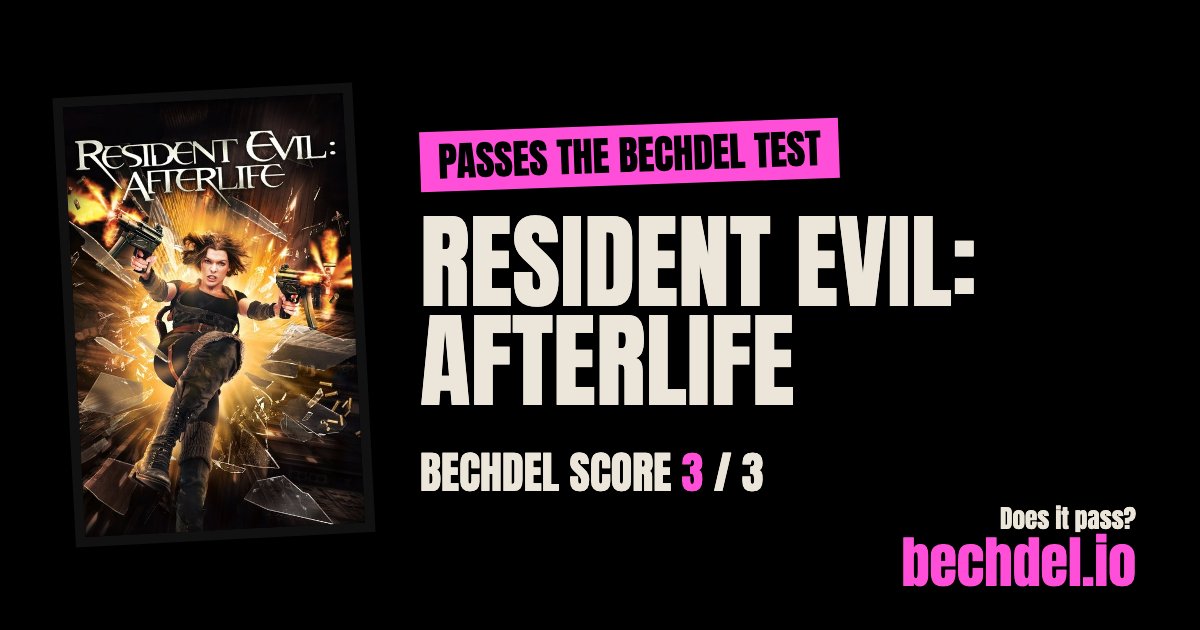 RESIDENT EVIL:
AFTERLIFE
PASSES THE BECHDEL TEST
RESIDENT EVIL:
AFTERLIFE
BECHDEL SCORE 3 / 3
Does it pass?
bechdel.io